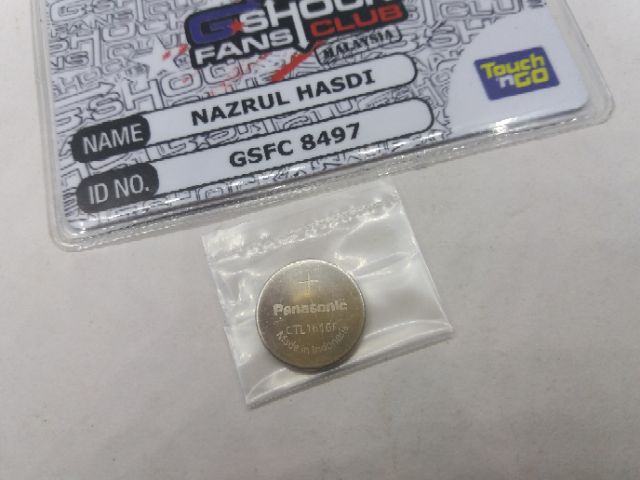 G-SHOCK
FANS CLUB
MALAYSIA
Touch
'n GO
NAME NAZRUL HASDI
ID NO. GSFC 8497
+
Panasonic
CTL1616F
Made in Indonesia